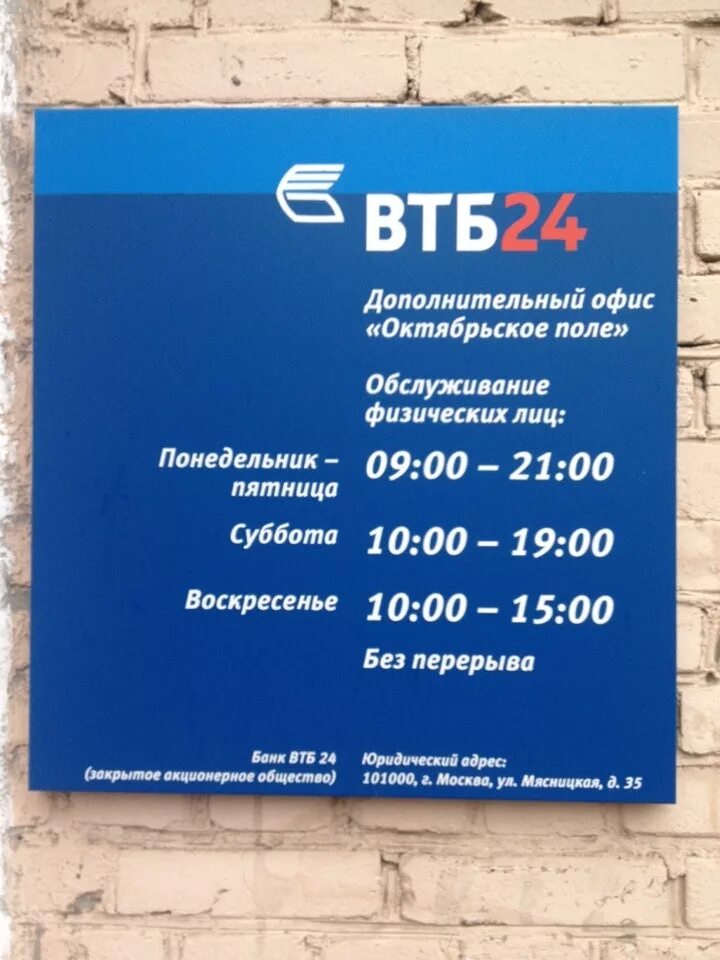 ВТБ24
Дополнительный офис
«Октябрьское поле»
Обслуживание
физических лиц:
Понедельник –
пятница
09:00 – 21:00
Суббота 10:00 – 19:00
Воскресенье 10:00 – 15:00
Без перерыва
Банк ВТБ 24
(закрытое акционерное общество)
Юридический адрес:
101000, г. Москва, ул. Мясницкая, д. 35